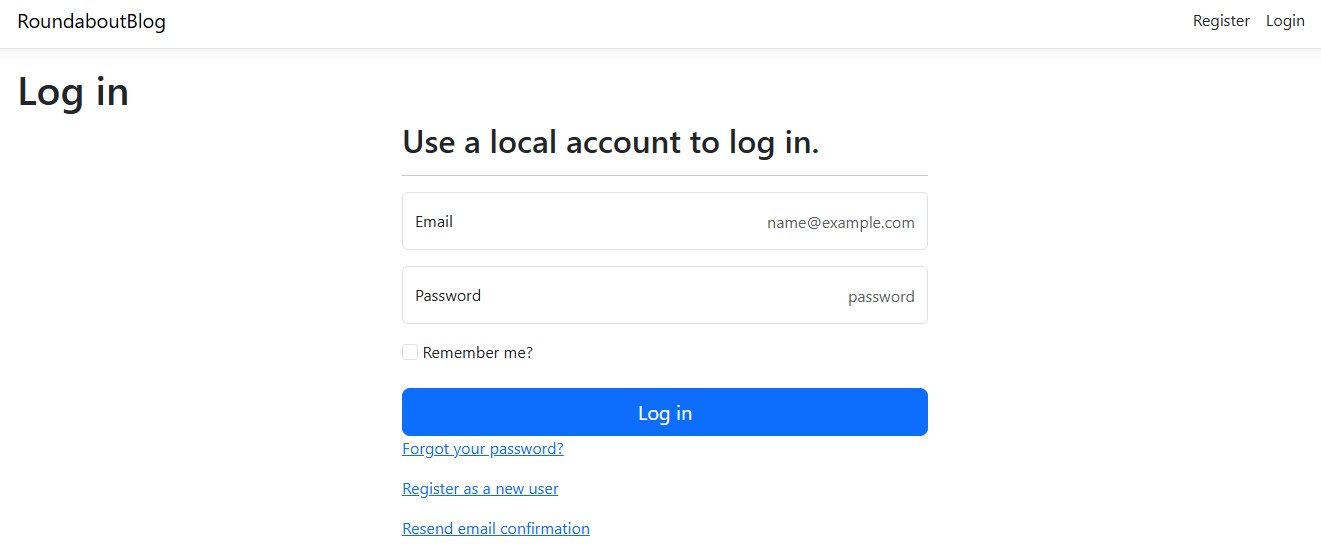 RoundaboutBlog Register Login
Log in
Use a local account to log in.
Email name@example.com
Password password
Remember me?
Log in
Forgot your password?
Register as a new user
Resend email confirmation